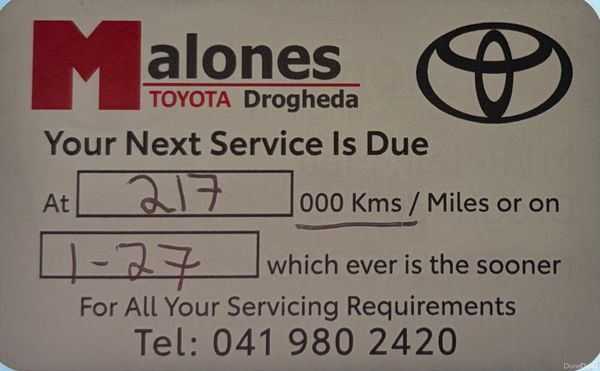 Malones
TOYOTA Drogheda
Your Next Service Is Due
At 217 000 Kms / Miles or on
1-27 which ever is the sooner
For All Your Servicing Requirements
Tel: 041 980 2420